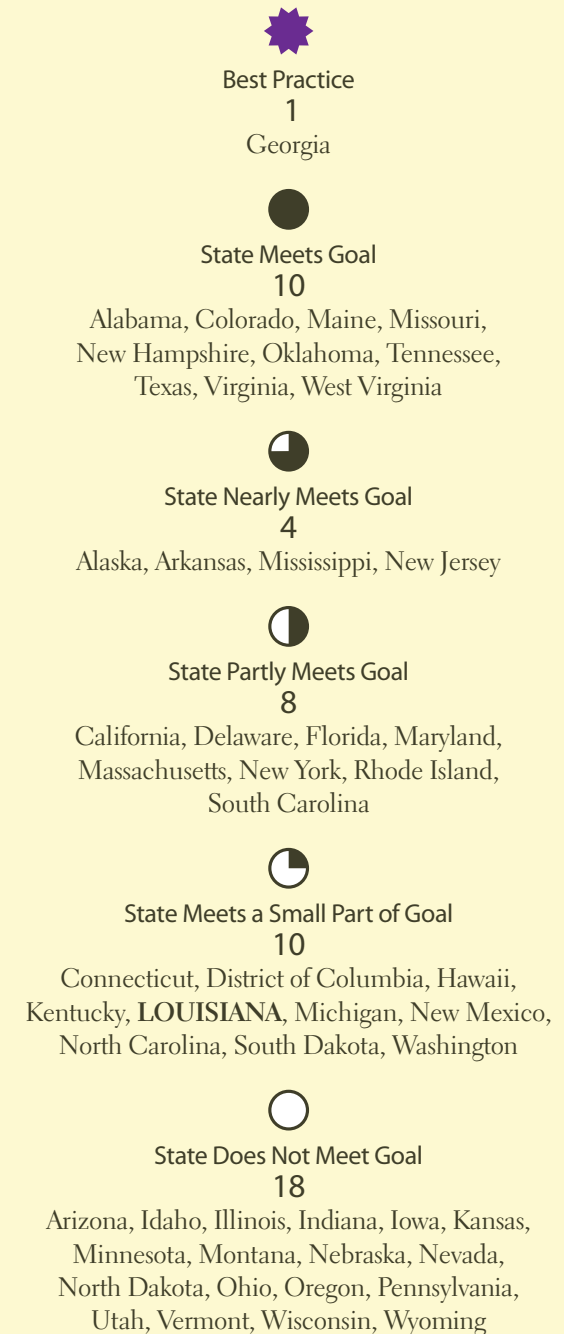 Best Practice
1
Georgia
State Meets Goal
10
Alabama, Colorado, Maine, Missouri,
New Hampshire, Oklahoma, Tennessee,
Texas, Virginia, West Virginia
State Nearly Meets Goal
4
Alaska, Arkansas, Mississippi, New Jersey
State Partly Meets Goal
8
California, Delaware, Florida, Maryland,
Massachusetts, New York, Rhode Island,
South Carolina
State Meets a Small Part of Goal
10
Connecticut, District of Columbia, Hawaii,
Kentucky, LOUISIANA, Michigan, New Mexico,
North Carolina, South Dakota, Washington
State Does Not Meet Goal
18
Arizona, Idaho, Illinois, Indiana, Iowa, Kansas,
Minnesota, Montana, Nebraska, Nevada,
North Dakota, Ohio, Oregon, Pennsylvania,
Utah, Vermont, Wisconsin, Wyoming